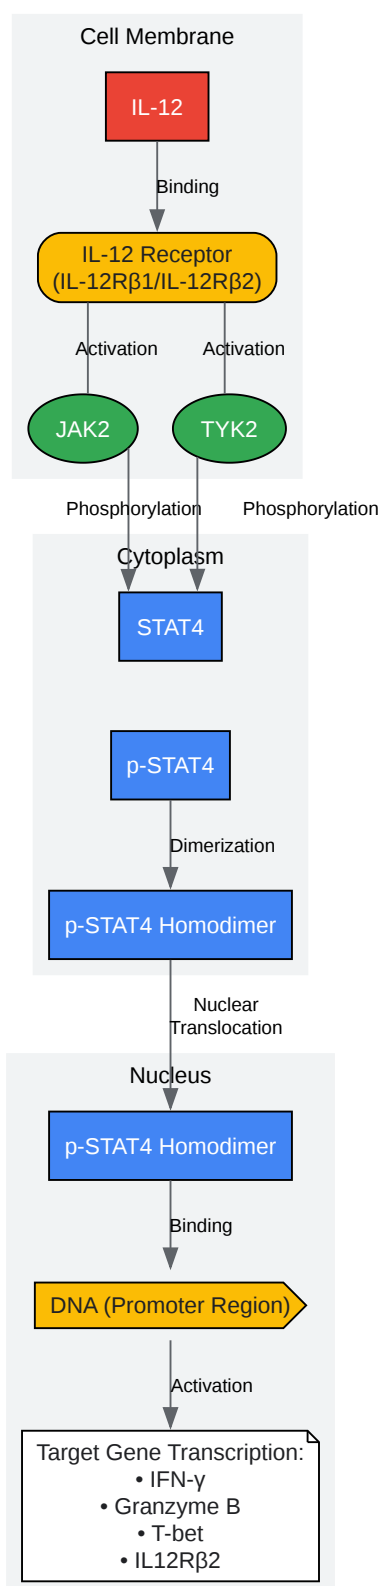 Cell Membrane
IL-12
Binding
IL-12 Receptor
(IL-12Rβ1/IL-12Rβ2)
Activation
Activation
JAK2
TYK2
Phosphorylation
Phosphorylation
Cytoplasm
STAT4
p-STAT4
Dimerization
p-STAT4 Homodimer
Nuclear
Translocation
Nucleus
p-STAT4 Homodimer
Binding
DNA (Promoter Region)
Activation
Target Gene Transcription:
• IFN-γ
• Granzyme B
• T-bet
• IL12Rβ2